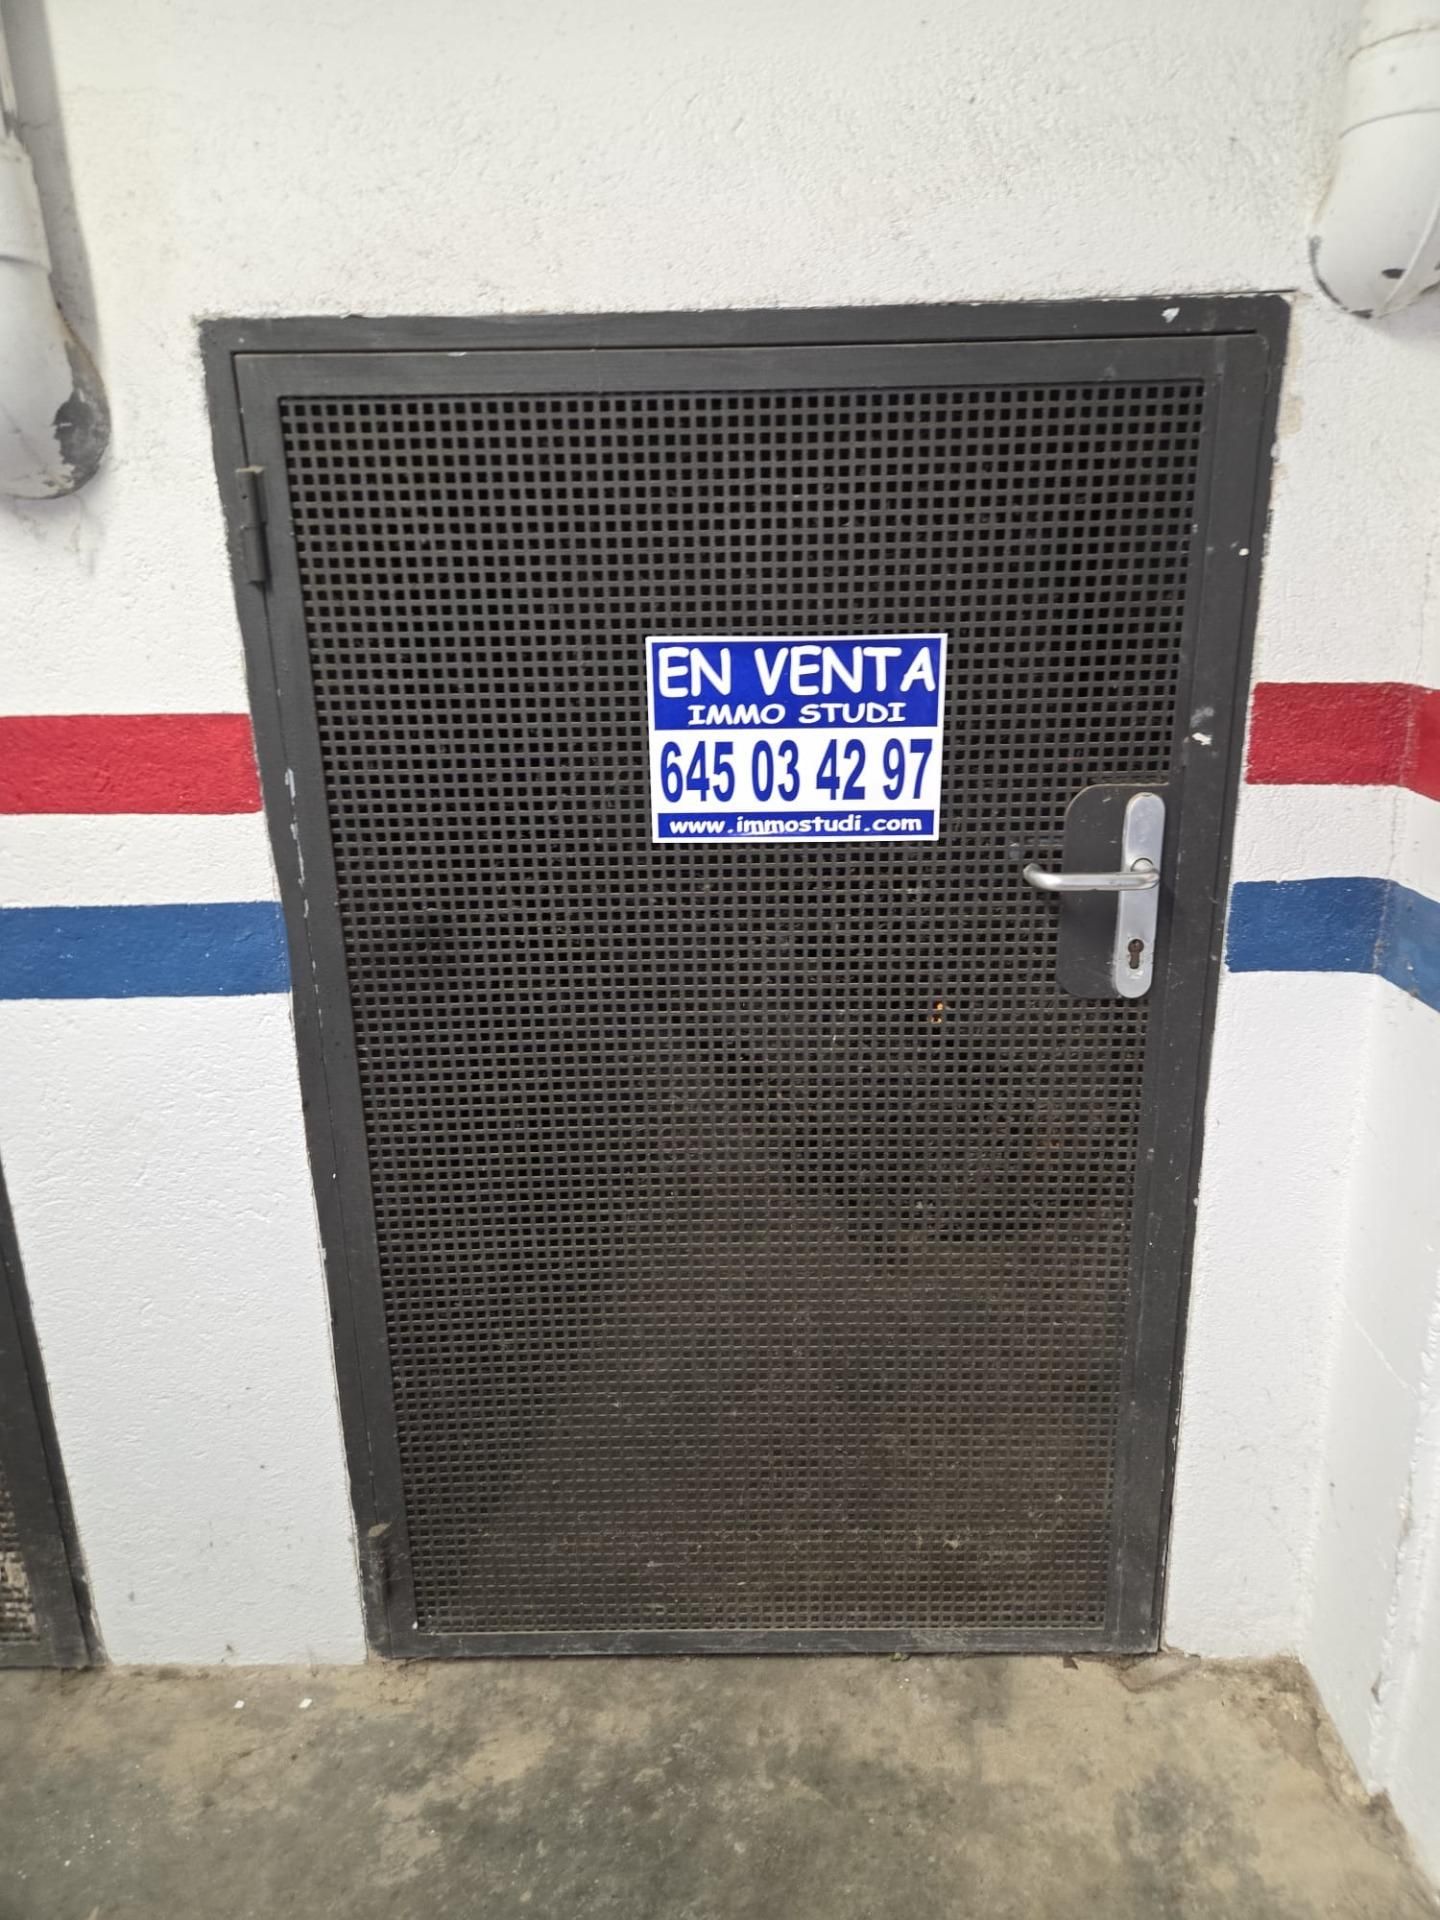 EN VENTA
IMMO STUDI
645 03 42 97
www.immostudi.com